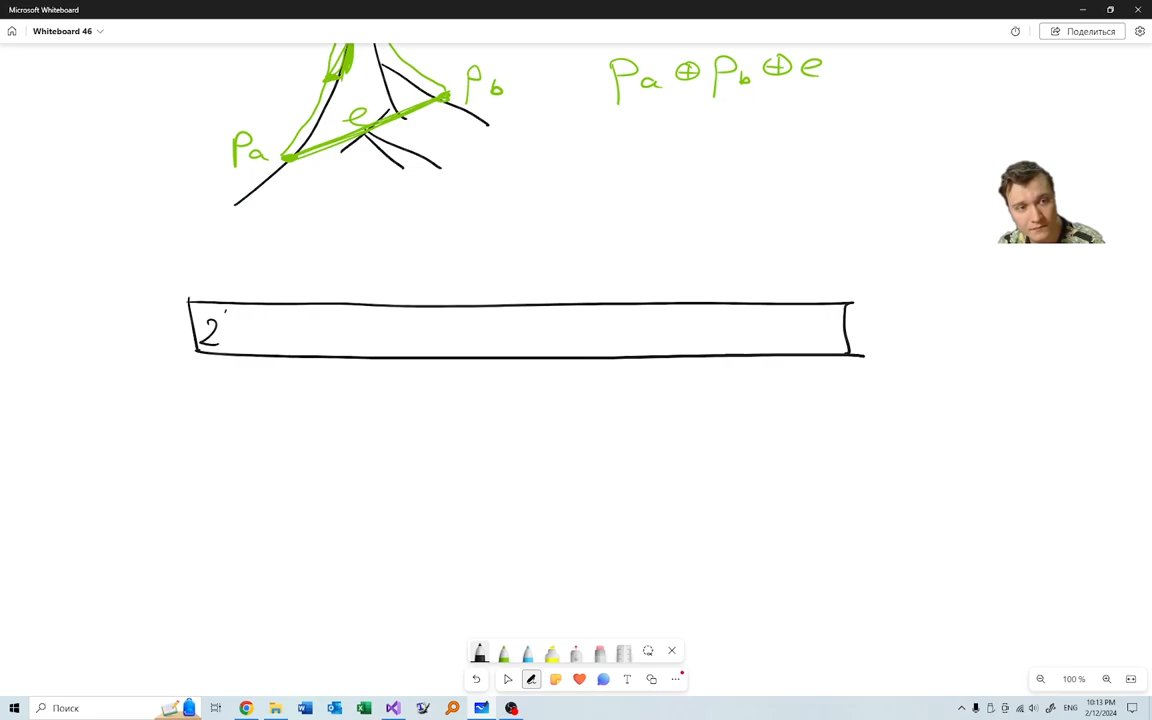 Microsoft Whiteboard
Whiteboard 46
Поделиться
Pa ⊕ Pb ⊕ e
Pb
e
Pa
2
100 %
Поиск
ENG
10:13 PM
2/12/2024